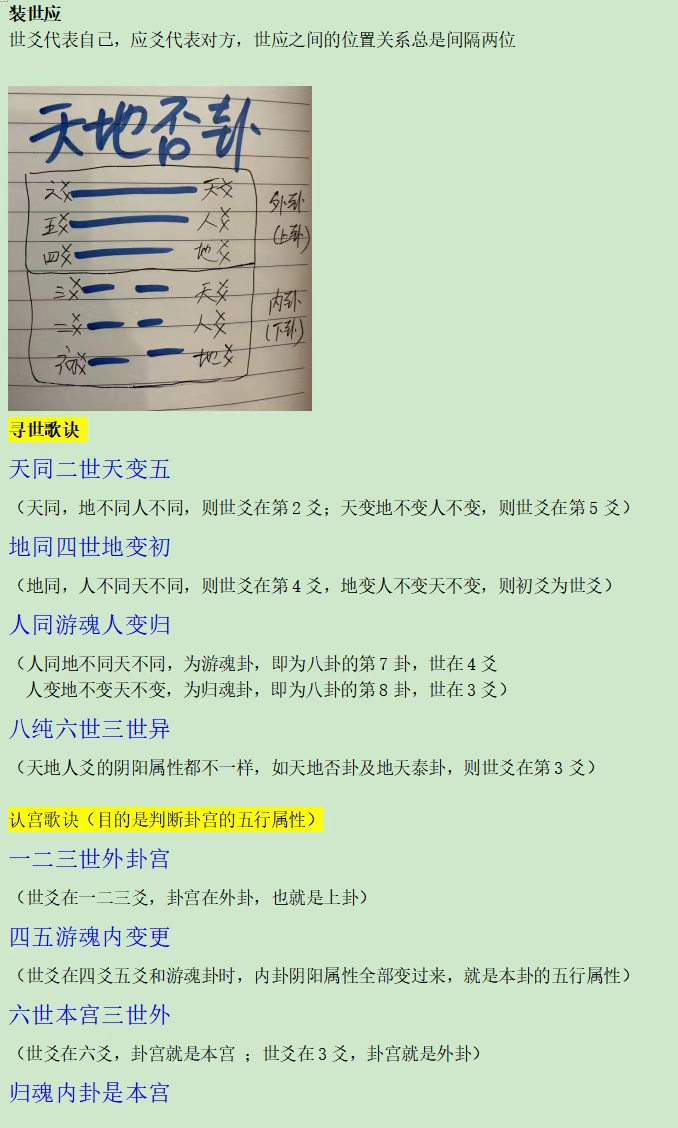 装世应
世爻代表自己，应爻代表对方，世应之间的位置关系总是间隔两位
天地否卦
六爻 天爻
五爻 人爻
四爻 地爻
外卦
(上卦)
三爻 天爻
二爻 人爻
初爻 地爻
内卦
(下卦)
寻世歌诀
天同二世天变五
（天同，地不同人不同，则世爻在第2爻；天变地不变人不变，则世爻在第5爻）
地同四世地变初
（地同，人不同天不同，则世爻在第4爻，地变人不变天不变，则初爻为世爻）
人同游魂人变归
（人同地不同天不同，为游魂卦，即为八卦的第7卦，世在4爻
人变地不变天不变，为归魂卦，即为八卦的第8卦，世在3爻）
八纯六世三世异
（天地人爻的阴阳属性都不一样，如天地否卦及地天泰卦，则世爻在第3爻）
认宫歌诀（目的是判断卦宫的五行属性）
一二三世外卦宫
（世爻在一二三爻，卦宫在外卦，也就是上卦）
四五游魂内变更
（世爻在四爻五爻和游魂卦时，内卦阴阳属性全部变过来，就是本卦的五行属性）
六世本宫三世外
（世爻在六爻，卦宫就是本宫 ；世爻在3爻，卦宫就是外卦）
归魂内卦是本宫